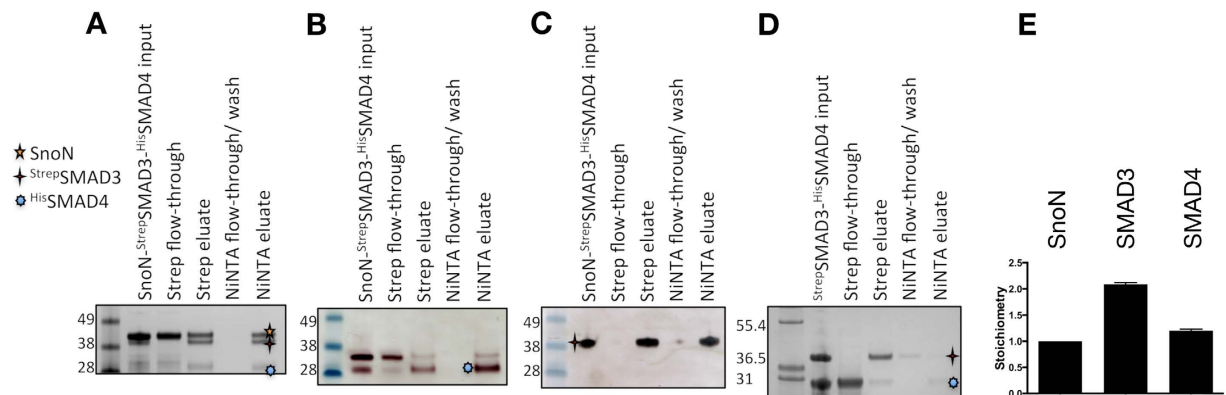 A
B
C
D
E
SnoN
StrepSMAD3
HisSMAD4
SnoN-StrepSMAD3-HisSMAD4 input
Strep flow-through
Strep eluate
NiNTA flow-through/ wash
NiNTA eluate
49
38
28
SnoN-StrepSMAD3-HisSMAD4 input
Strep flow-through
Strep eluate
NiNTA flow-through/ wash
NiNTA eluate
49
38
28
SnoN-StrepSMAD3-HisSMAD4 input
Strep flow-through
Strep eluate
NiNTA flow-through/ wash
NiNTA eluate
49
38
28
StrepSMAD3-HisSMAD4 input
Strep flow-through
Strep eluate
NiNTA flow-through/ wash
NiNTA eluate
55.4
36.5
31
SnoN
SMAD3
SMAD4
Stoichiometry
2.5
2.0
1.5
1.0
0.5
0.0